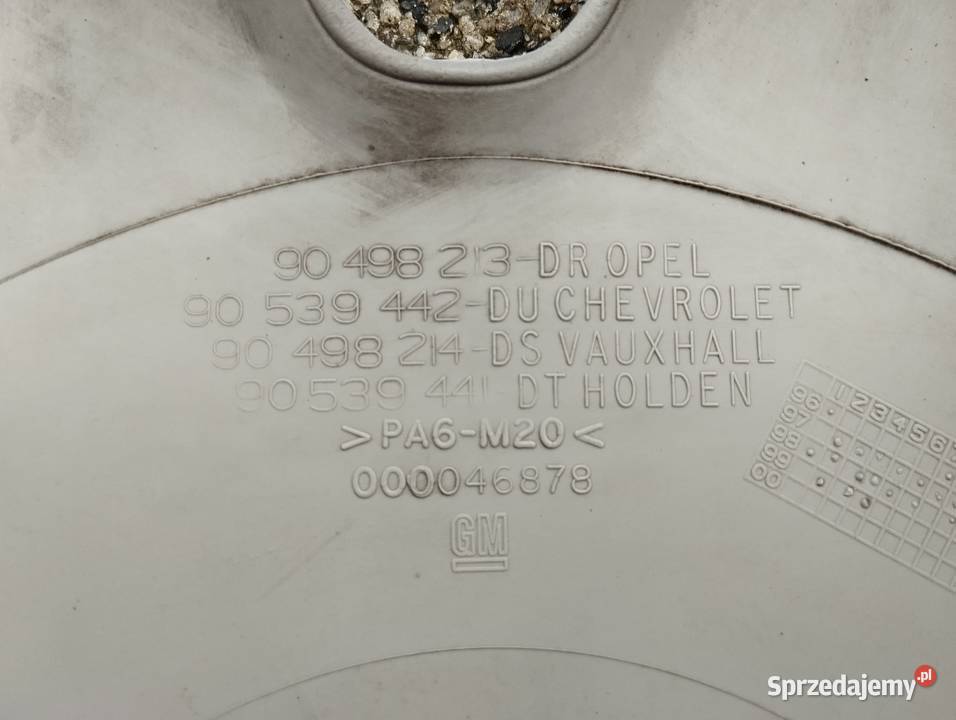 90 498 213-DR OPEL
90 539 442-DU CHEVROLET
90 498 214-DS VAUXHALL
90 539 441-DT HOLDEN
>PA6-M20<
000046878
GM
1 2 3 4 5 6
96
97
98
99
00
Sprzedajemy.pl